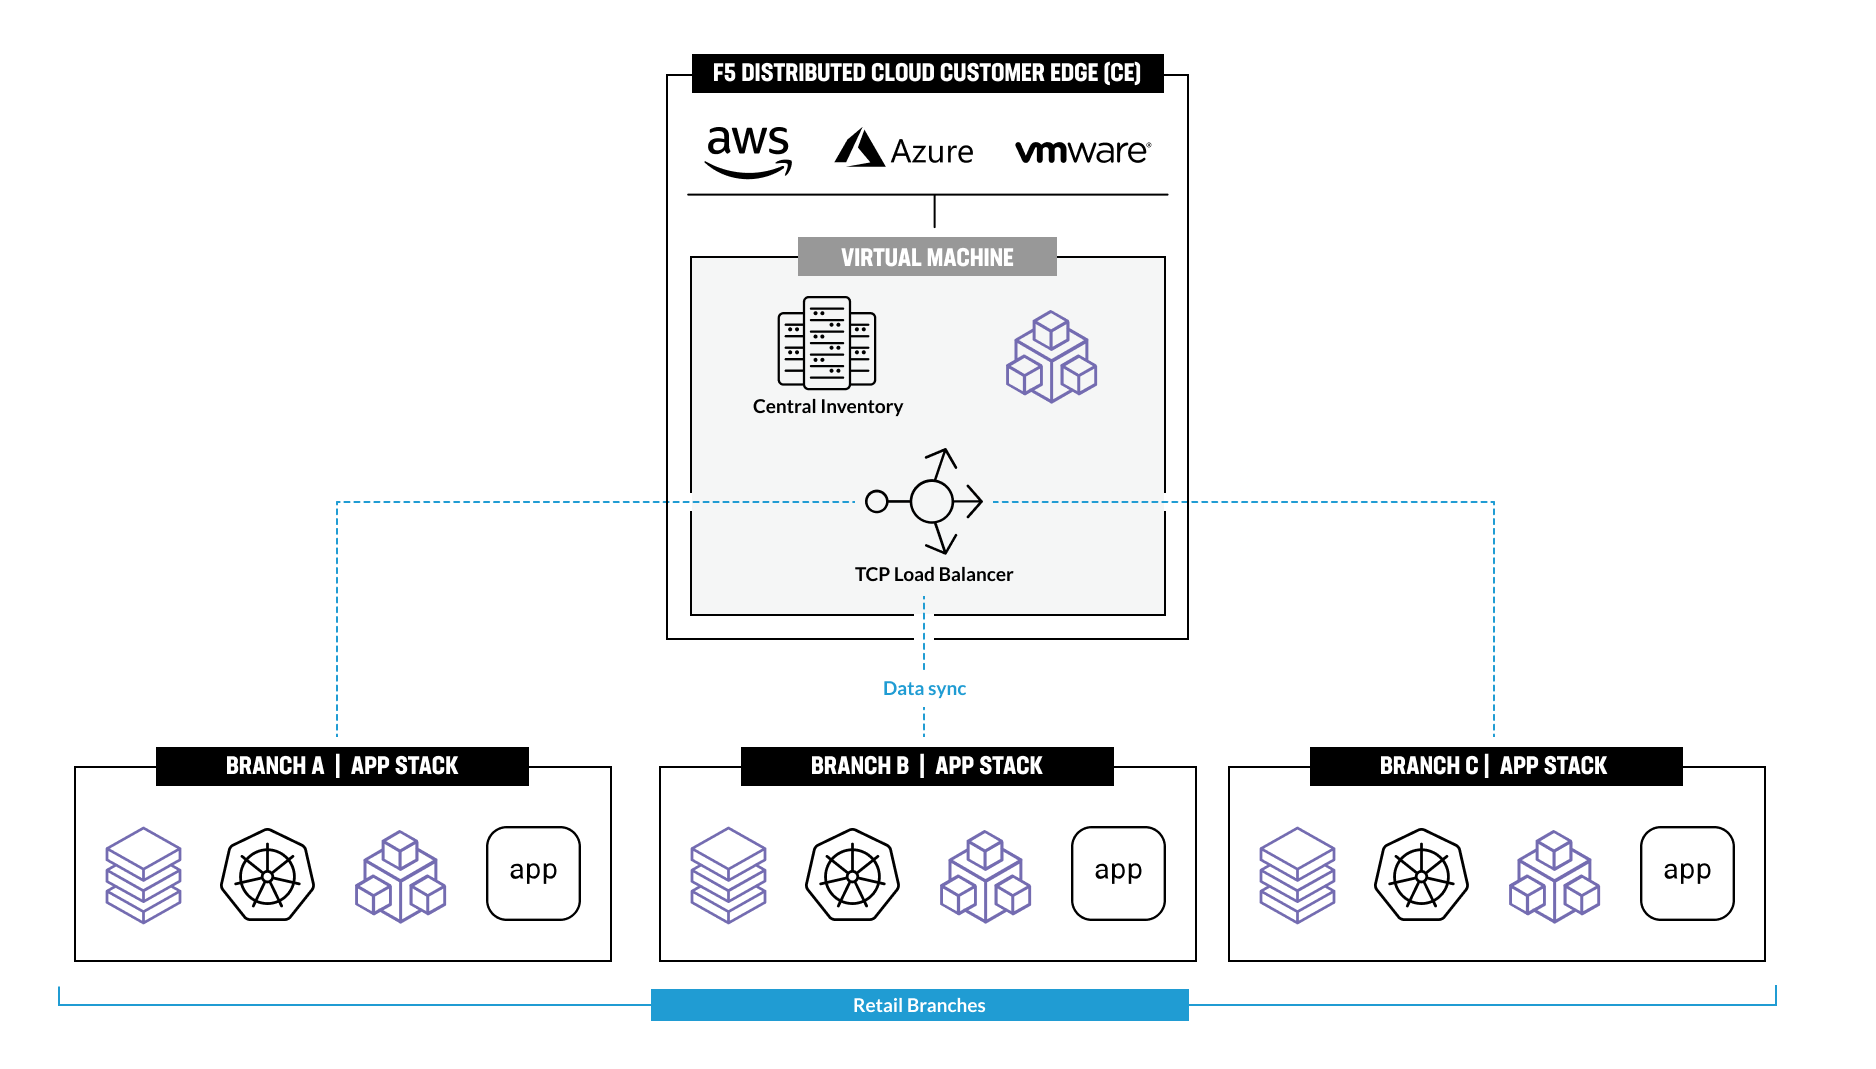 F5 DISTRIBUTED CLOUD CUSTOMER EDGE (CE)
aws
Azure
vmware®
VIRTUAL MACHINE
Central Inventory
TCP Load Balancer
Data sync
BRANCH A | APP STACK
BRANCH B | APP STACK
BRANCH C | APP STACK
app
app
app
Retail Branches